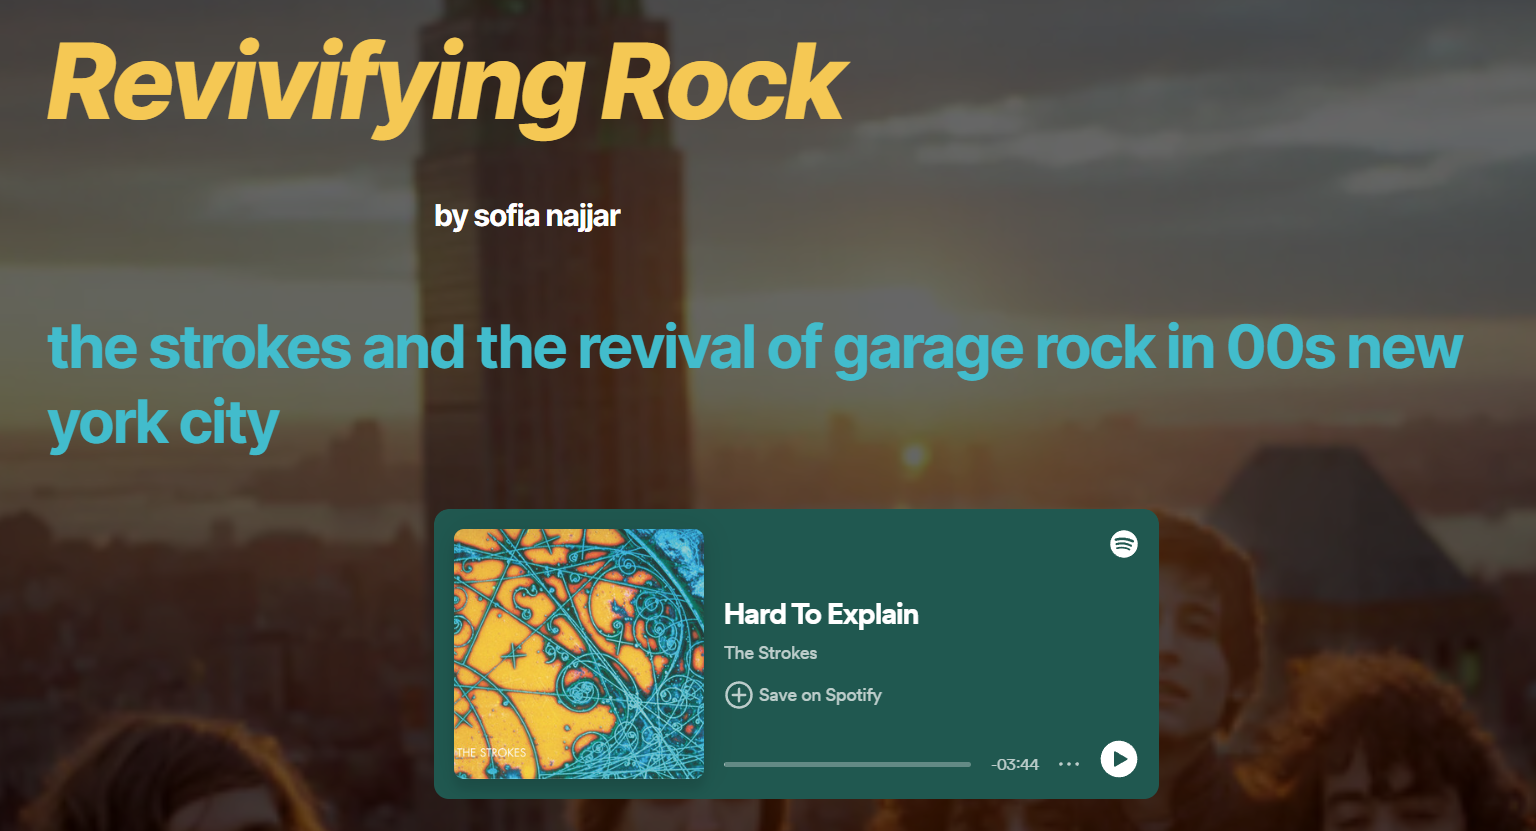 Revivifying Rock
by sofia najjar
the strokes and the revival of garage rock in 00s new
york city
Hard To Explain
The Strokes
Save on Spotify
THE STROKES
-03:44